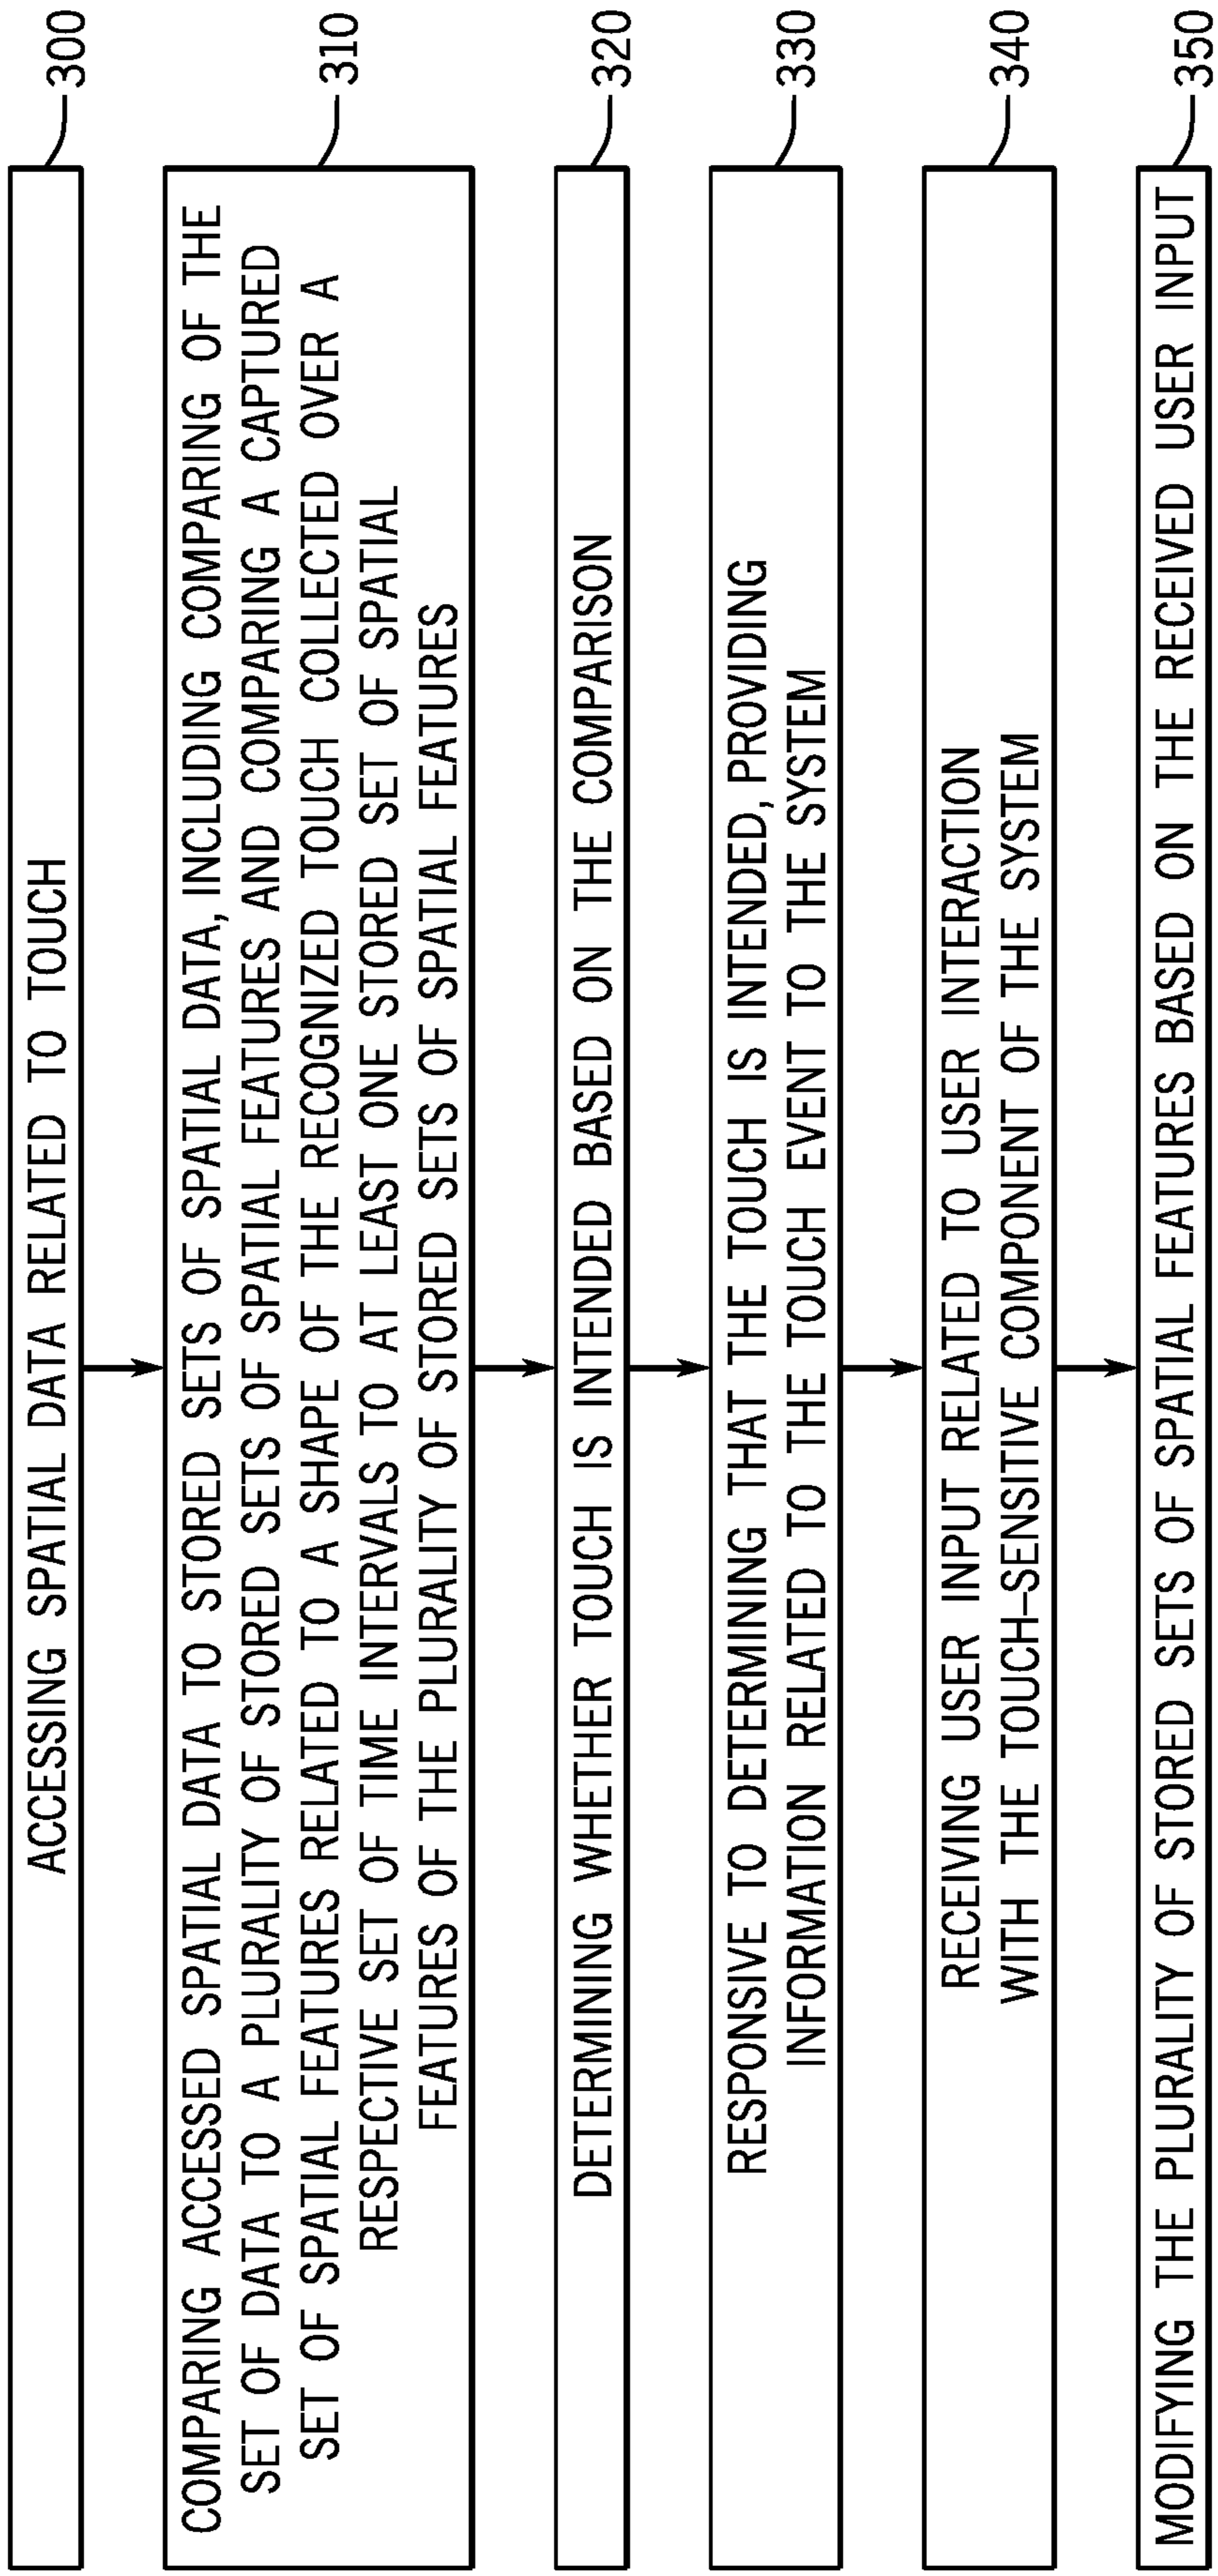 ACCESSING SPATIAL DATA RELATED TO TOUCH
300
COMPARING ACCESSED SPATIAL DATA TO STORED SETS OF SPATIAL DATA, INCLUDING COMPARING OF THE
SET OF DATA TO A PLURALITY OF STORED SETS OF SPATIAL FEATURES AND COMPARING A CAPTURED
SET OF SPATIAL FEATURES RELATED TO A SHAPE OF THE RECOGNIZED TOUCH COLLECTED OVER A
RESPECTIVE SET OF TIME INTERVALS TO AT LEAST ONE STORED SET OF SPATIAL
FEATURES OF THE PLURALITY OF STORED SETS OF SPATIAL FEATURES
310
DETERMINING WHETHER TOUCH IS INTENDED BASED ON THE COMPARISON
320
RESPONSIVE TO DETERMINING THAT THE TOUCH IS INTENDED, PROVIDING
INFORMATION RELATED TO THE TOUCH EVENT TO THE SYSTEM
330
RECEIVING USER INPUT RELATED TO USER INTERACTION
WITH THE TOUCH-SENSITIVE COMPONENT OF THE SYSTEM
340
MODIFYING THE PLURALITY OF STORED SETS OF SPATIAL FEATURES BASED ON THE RECEIVED USER INPUT
350